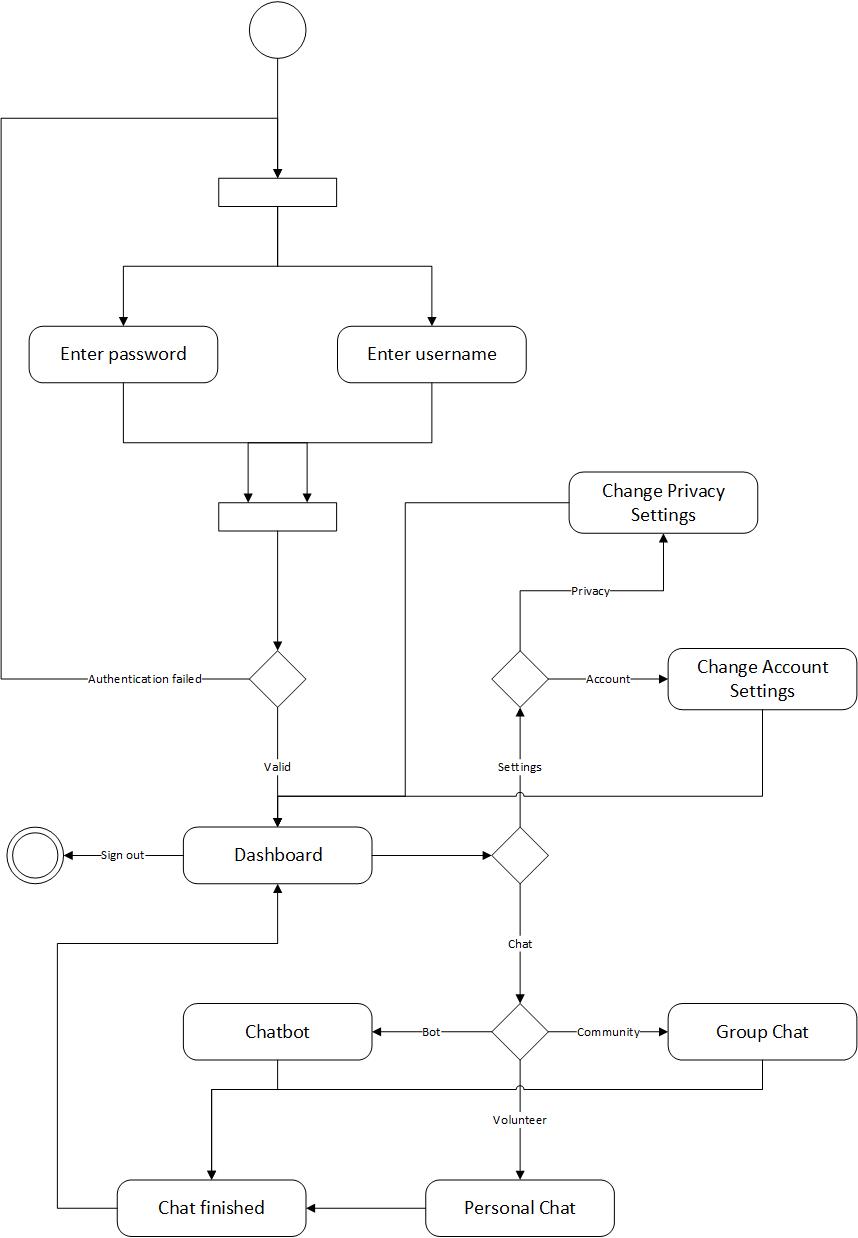 Enter password
Enter username
Change Privacy
Settings
Privacy
Authentication failed
Account
Change Account
Settings
Valid
Settings
Sign out
Dashboard
Chat
Chatbot
Bot
Community
Group Chat
Volunteer
Chat finished
Personal Chat